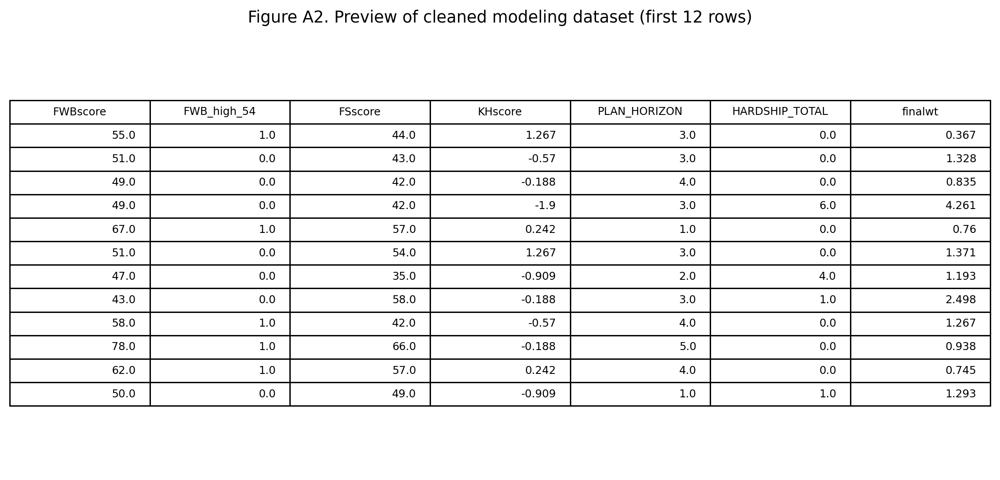 Figure A2. Preview of cleaned modeling dataset (first 12 rows)
FWBscore FWB_high_54 FSscore KHscore PLAN_HORIZON HARDSHIP_TOTAL finalwt
55.0 1.0 44.0 1.267 3.0 0.0 0.367
51.0 0.0 43.0 -0.57 3.0 0.0 1.328
49.0 0.0 42.0 -0.188 4.0 0.0 0.835
49.0 0.0 42.0 -1.9 3.0 6.0 4.261
67.0 1.0 57.0 0.242 1.0 0.0 0.76
51.0 0.0 54.0 1.267 3.0 0.0 1.371
47.0 0.0 35.0 -0.909 2.0 4.0 1.193
43.0 0.0 58.0 -0.188 3.0 1.0 2.498
58.0 1.0 42.0 -0.57 4.0 0.0 1.267
78.0 1.0 66.0 -0.188 5.0 0.0 0.938
62.0 1.0 57.0 0.242 4.0 0.0 0.745
50.0 0.0 49.0 -0.909 1.0 1.0 1.293